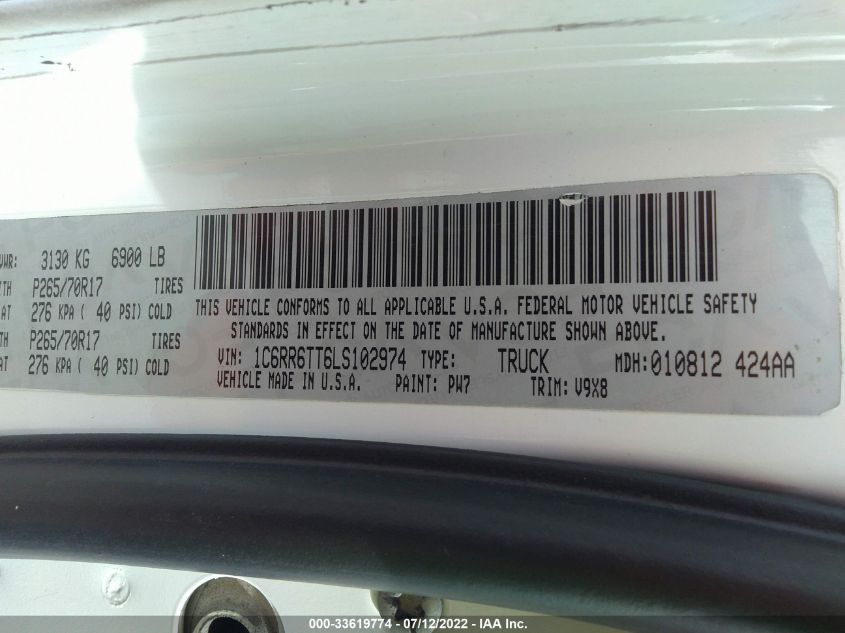 VWR: 3130 KG 6900 LB
TH P265/70R17 TIRES
AT 276 KPA ( 40 PSI) COLD
TH P265/70R17 TIRES
AT 276 KPA ( 40 PSI) COLD
THIS VEHICLE CONFORMS TO ALL APPLICABLE U.S.A. FEDERAL MOTOR VEHICLE SAFETY
STANDARDS IN EFFECT ON THE DATE OF MANUFACTURE SHOWN ABOVE.
VIN: 1C6RR6TT6LS102974 TYPE: TRUCK MDH: 010812 424AA
VEHICLE MADE IN U.S.A. PAINT: PW7 TRIM: V9X8
000-33619774 - 07/12/2022 - IAA Inc.